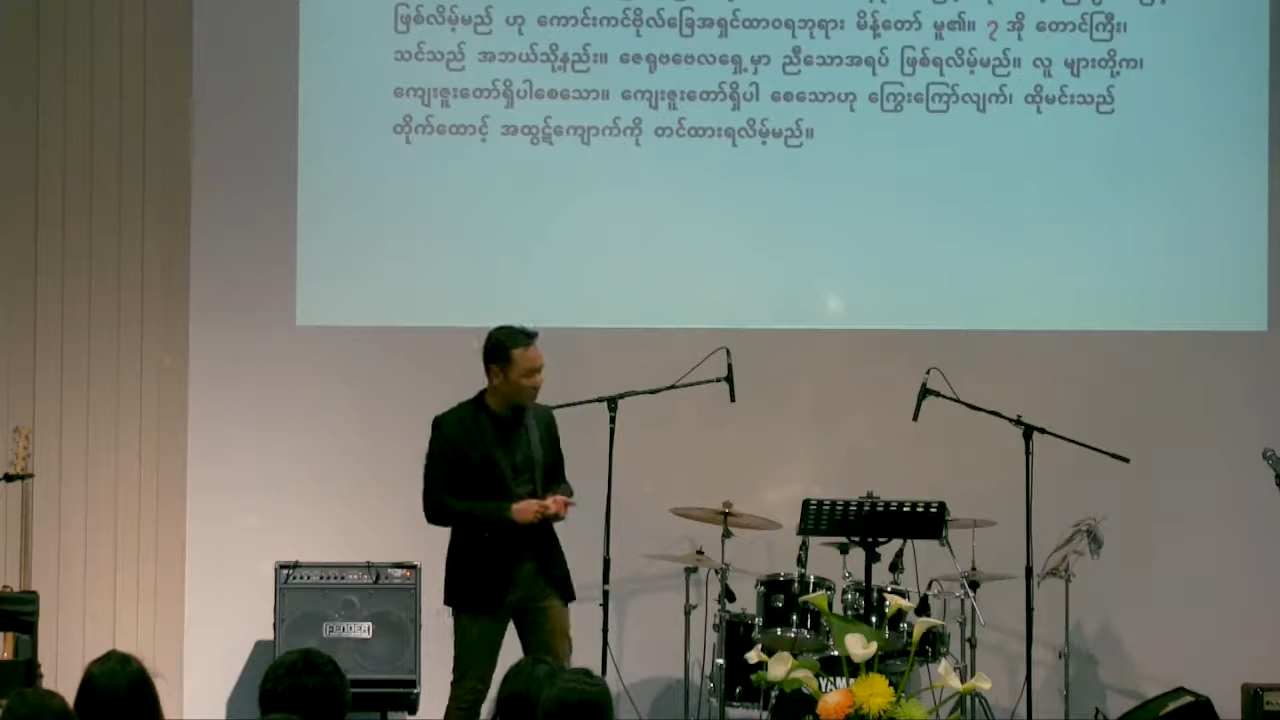 ဖြစ်လိမ့်မည် ဟု ကောင်းကင်ဗိုလ်ခြေအရှင်ထာဝရဘုရား မိန့်တော် မူ၏။ ၇ အို တောင်ကြီး၊
သင်သည် အဘယ်သို့နည်း။ ဇေရုဗဗေလရှေ့မှာ ညီသောအရပ် ဖြစ်ရလိမ့်မည်။ လူ များတို့က၊
ကျေးဇူးတော်ရှိပါစေသော။ ကျေးဇူးတော်ရှိပါ စေသောဟု ကြွေးကြော်လျက်၊ ထိုမင်းသည်
တိုက်ထောင့် အထွဋ်ကျောက်ကို တင်ထားရလိမ့်မည်။
FENDER